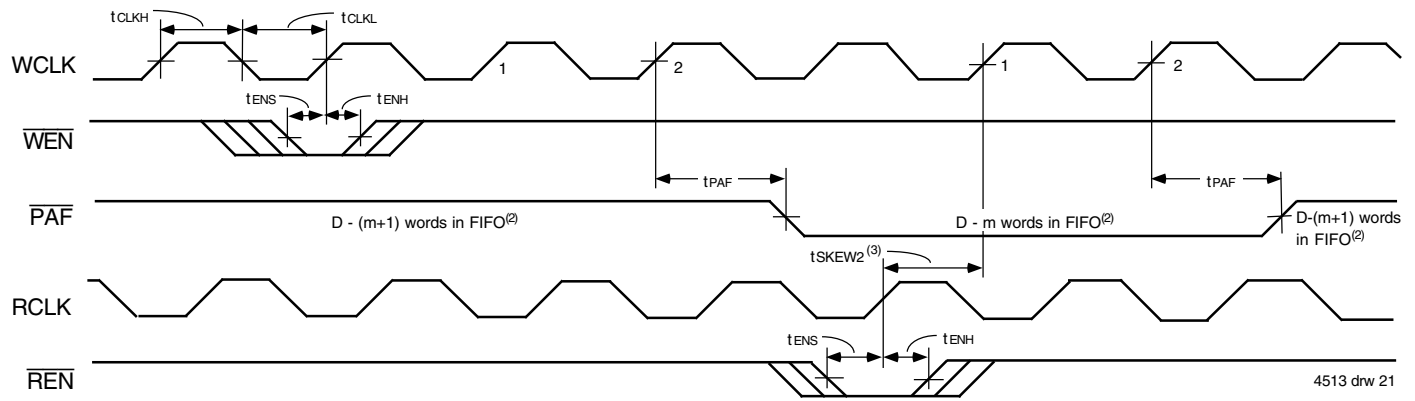 tCLKH
tCLKL
WCLK
1
2
1
2
tENS
tENH
WEN
tPAF
tPAF
PAF
D - (m+1) words in FIFO(2)
D - m words in FIFO(2)
D-(m+1) words
in FIFO(2)
tSKEW2(3)
RCLK
tENS
tENH
REN
4513 drw 21